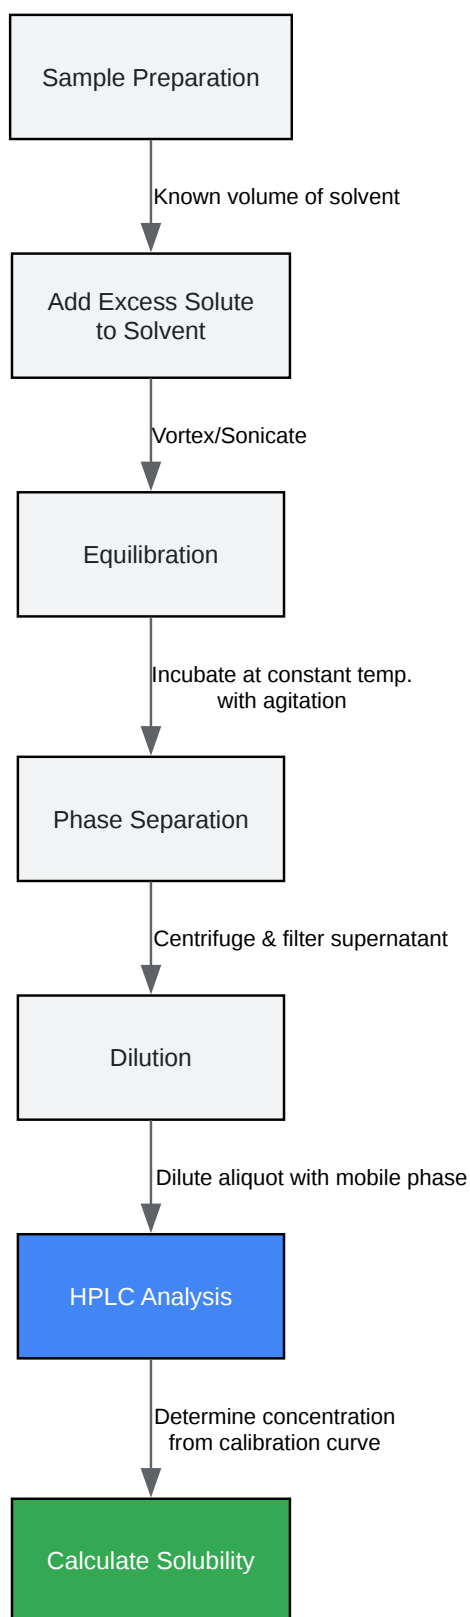 Sample Preparation
Known volume of solvent
Add Excess Solute
to Solvent
Vortex/Sonicate
Equilibration
Incubate at constant temp.
with agitation
Phase Separation
Centrifuge & filter supernatant
Dilution
Dilute aliquot with mobile phase
HPLC Analysis
Determine concentration
from calibration curve
Calculate Solubility